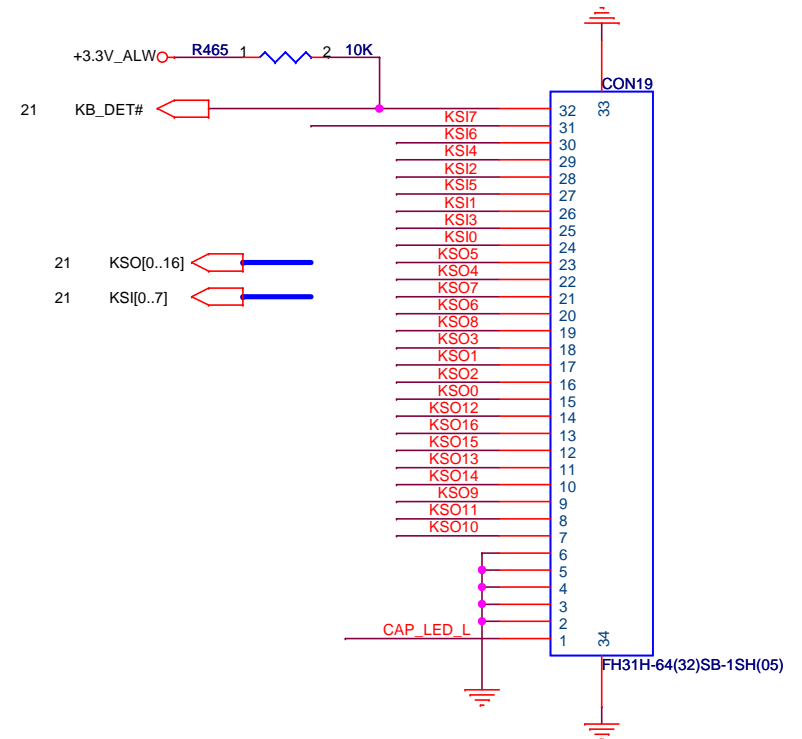 +3.3V_ALW R465 1 2 10K
CON19
33
21 KB_DET# 32
KSI7 31
KSI6 30
KSI4 29
KSI2 28
KSI5 27
KSI1 26
KSI3 25
KSI0 24
21 KSO[0..16] KSO5 23
KSO4 22
21 KSI[0..7] KSO7 21
KSO6 20
KSO8 19
KSO3 18
KSO1 17
KSO2 16
KSO0 15
KSO12 14
KSO16 13
KSO15 12
KSO13 11
KSO14 10
KSO9 9
KSO11 8
KSO10 7
6
5
4
3
2
CAP_LED_L 1
34
FH31H-64(32)SB-1SH(05)